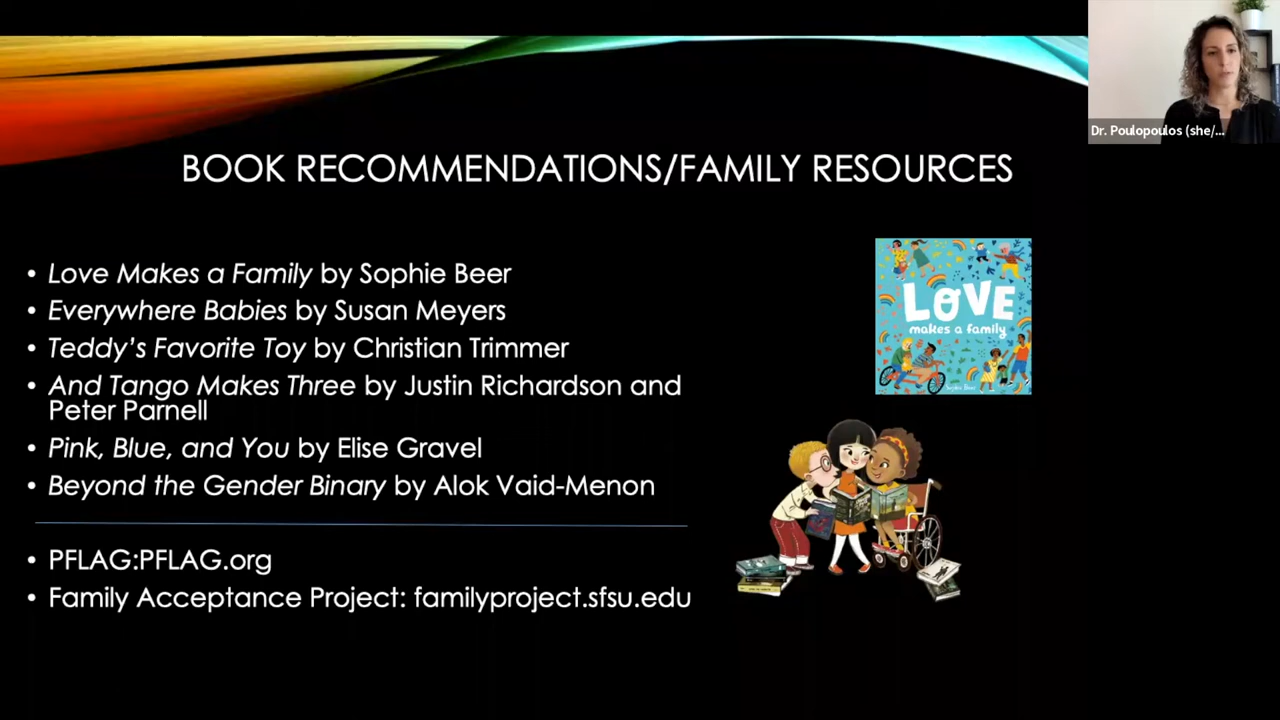 Dr. Poulopoulos (she/...
BOOK RECOMMENDATIONS/FAMILY RESOURCES
• Love Makes a Family by Sophie Beer
• Everywhere Babies by Susan Meyers
• Teddy’s Favorite Toy by Christian Trimmer
• And Tango Makes Three by Justin Richardson and
Peter Parnell
• Pink, Blue, and You by Elise Gravel
• Beyond the Gender Binary by Alok Vaid-Menon
• PFLAG:PFLAG.org
• Family Acceptance Project: familyproject.sfsu.edu
LOVE
makes a family
Sophie Beer